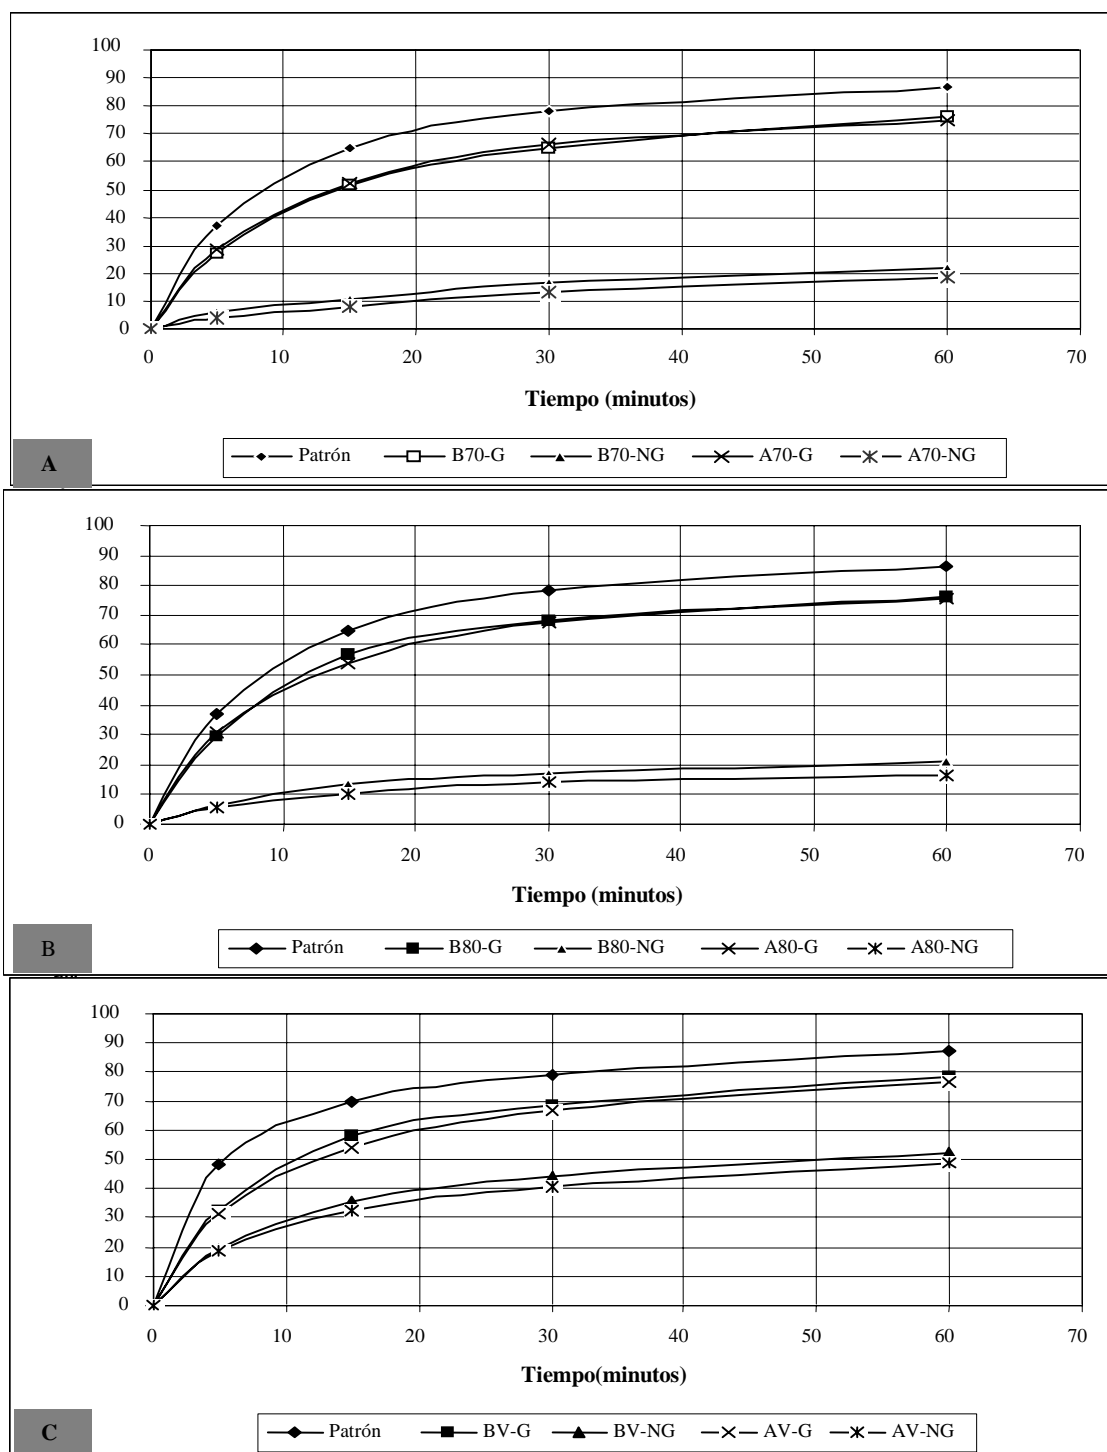 100
90
80
70
60
50
40
30
20
10
0
0 10 20 30 40 50 60 70
Tiempo (minutos)
A
Patrón B70-G B70-NG A70-G A70-NG
100
90
80
70
60
50
40
30
20
10
0
0 10 20 30 40 50 60 70
Tiempo (minutos)
B
Patrón B80-G B80-NG A80-G A80-NG
100
90
80
70
60
50
40
30
20
10
0
0 10 20 30 40 50 60 70
Tiempo(minutos)
C
Patrón BV-G BV-NG AV-G AV-NG